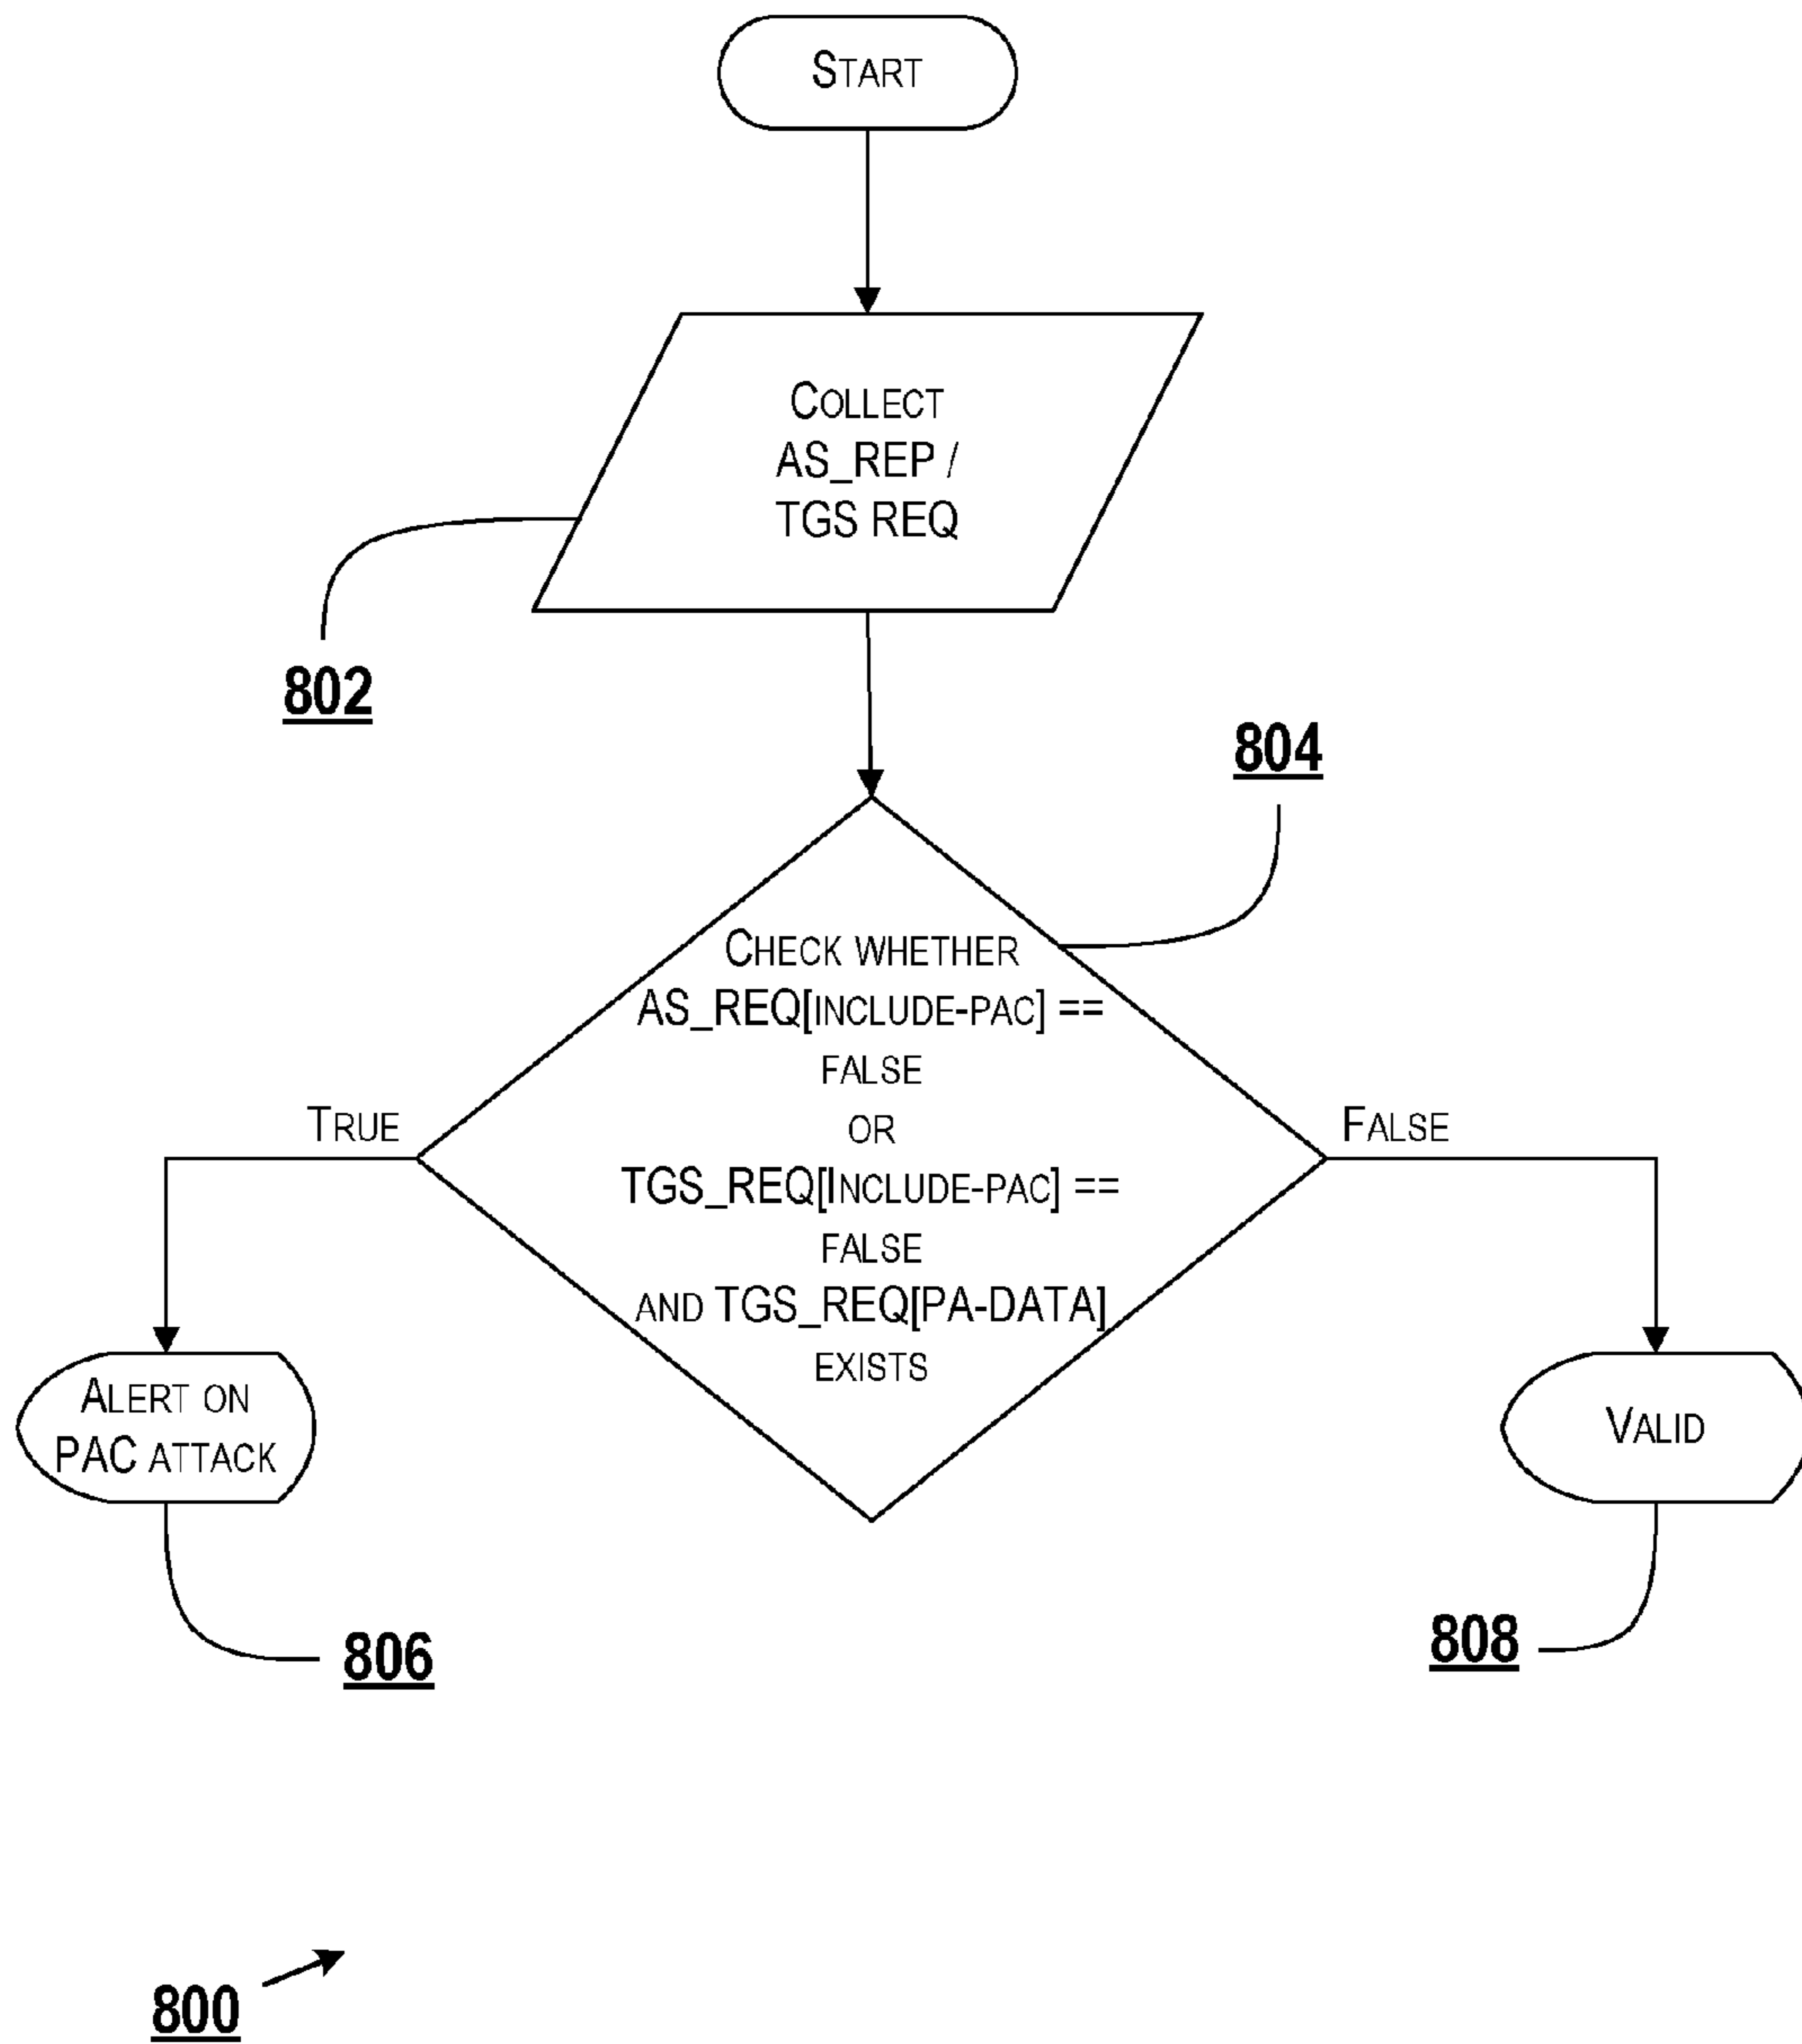 START
COLLECT
AS_REP /
TGS REQ
802
804
CHECK WHETHER
AS_REQ[INCLUDE-PAC] ==
FALSE
OR
TGS_REQ[INCLUDE-PAC] ==
FALSE
AND TGS_REQ[PA-DATA]
EXISTS
TRUE
FALSE
ALERT ON
PAC ATTACK
VALID
806
808
800